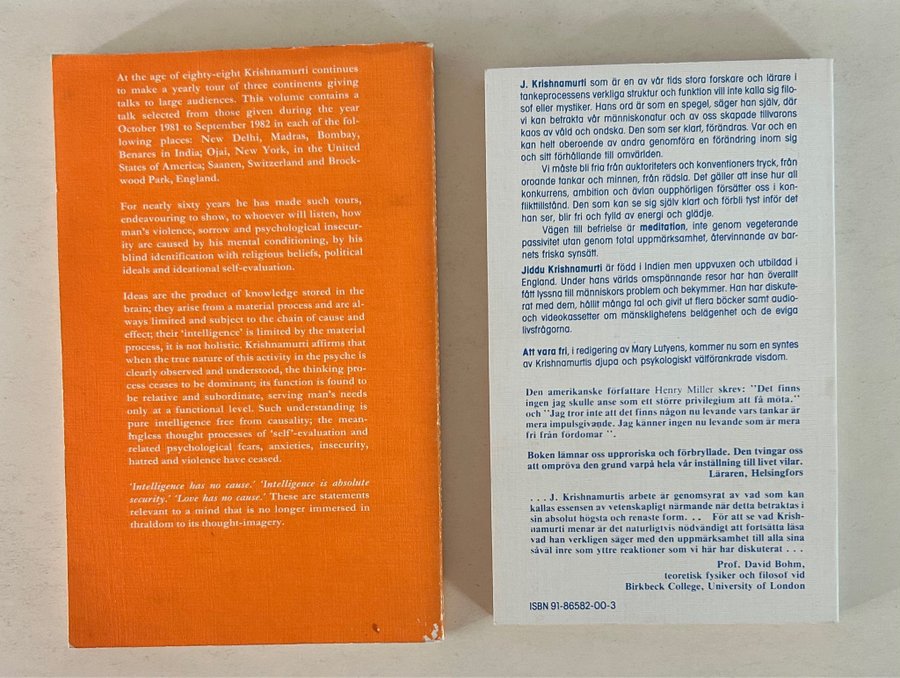 At the age of eighty-eight Krishnamurti continues
to make a yearly tour of three continents giving
talks to large audiences. This volume contains a
talk selected from those given during the year
October 1981 to September 1982 in each of the fol-
lowing places: New Delhi, Madras, Bombay,
Benares in India; Ojai, New York, in the United
States of America; Saanen, Switzerland and Brock-
wood Park, England.
For nearly sixty years he has made such tours,
endeavouring to show, to whoever will listen, how
man's violence, sorrow and psychological insecur-
ity are caused by his mental conditioning, by his
blind identification with religious beliefs, political
ideals and ideational self-evaluation.
Ideas are the product of knowledge stored in the
brain; they arise from a material process and are al-
ways limited and subject to the chain of cause and
effect; their 'intelligence' is limited by the material
process, it is not holistic. Krishnamurti affirms that
when the true nature of this activity in the psyche is
clearly observed and understood, the thinking pro-
cess ceases to be dominant; its function is found to
be relative and subordinate, serving man's needs
only at a functional level. Such understanding is
pure intelligence free from causality; the mean-
ingless thought processes of 'self'-evaluation and
related psychological fears, anxieties, insecurity,
hatred and violence have ceased.
'Intelligence has no cause.' 'Intelligence is absolute
security.' 'Love has no cause.' These are statements
relevant to a mind that is no longer immersed in
thraldom to its thought-imagery.
J. Krishnamurti som är en av vår tids stora forskare och lärare i
tankeprocessens verkliga struktur och funktion vill inte kalla sig filo-
sof eller mystiker. Hans ord är som en spegel, säger han själv, där
vi kan betrakta vår människonatur och av oss skapade tillvarons
kaos av våld och ondska. Den som ser klart, förändras. Var och en
kan helt oberoende av andra genomföra en förändring inom sig
och sitt förhållande till omvärlden.
Vi måste bli fria från auktoriteters och konventioners tryck, från
oroande tankar och minnen, från rädsla. Det gäller att inse hur all
konkurrens, ambition och ävlan oupphörligen försätter oss i kon-
flikttillstånd. Den som kan se sig själv klart och förbli tyst inför det
han ser, blir fri och fylld av energi och glädje.
Vägen till befrielse är meditation, inte genom vegeterande
passivitet utan genom total uppmärksamhet, återvinnande av bar-
nets friska synsätt.
Jiddu Krishnamurti är född i Indien men uppvuxen och utbildad i
England. Under hans världs omspännande resor har han överallt
fått lyssna till människors problem och bekymmer. Han har diskute-
rat med dem, hållit många tal och givit ut flera böcker samt audio-
och videokassetter om mänsklighetens belägenhet och de eviga
livsfrågorna.
Att vara fri, i redigering av Mary Lutyens, kommer nu som en syntes
av Krishnamurtis djupa och psykologiskt välförankrade visdom.
Den amerikanske författare Henry Miller skrev: "Det finns
ingen jag skulle anse som ett större privilegium att få möta."
och "Jag tror inte att det finns någon nu levande vars tankar är
mera impulsgivande. Jag känner ingen nu levande som är mera
fri från fördomar".
Boken lämnar oss upproriska och förbryllade. Den tvingar oss
att ompröva den grund varpå hela vår inställning till livet vilar.
Läraren, Helsingfors
. . . J. Krishnamurtis arbete är genomsyrat av vad som kan
kallas essensen av vetenskapligt närmande när detta betraktas i
sin absolut högsta och renaste form. . . För att se vad Krish-
namurti menar är det naturligtvis nödvändigt att fortsätta läsa
vad han verkligen säger med den uppmärksamhet till alla sina
såväl inre som yttre reaktioner som vi här har diskuterat . . .
Prof. David Bohm,
teoretisk fysiker och filosof vid
Birkbeck College, University of London
ISBN 91-86582-00-3